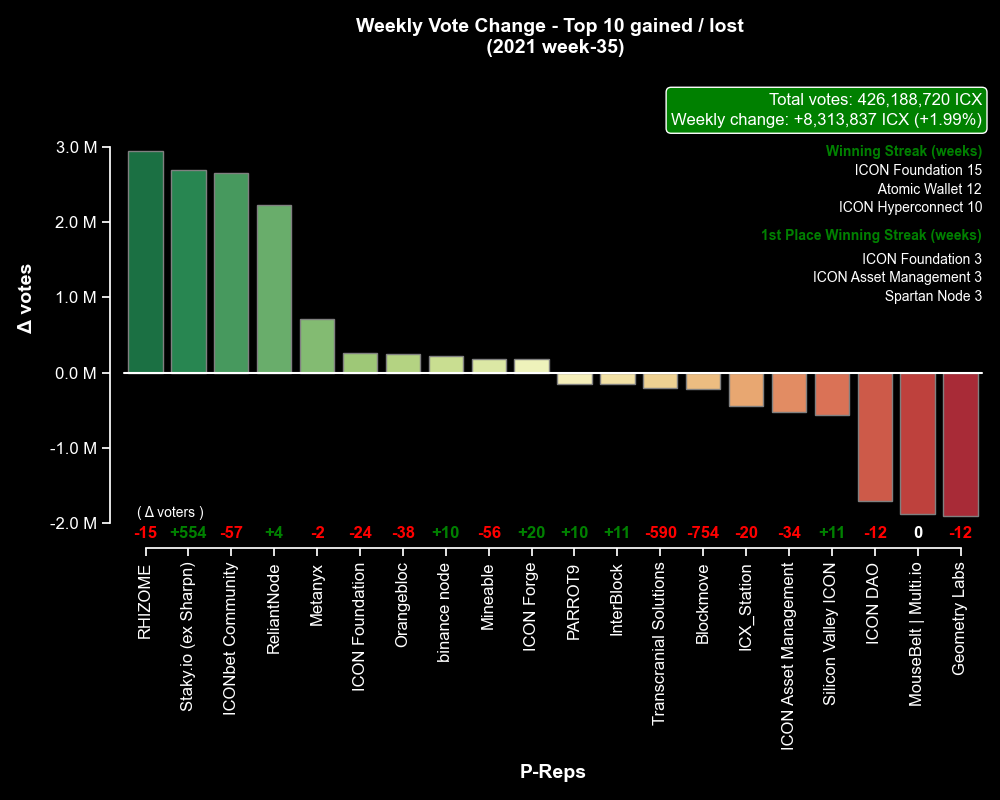 Weekly Vote Change - Top 10 gained / lost
(2021 week-35)
Total votes: 426,188,720 ICX
Weekly change: +8,313,837 ICX (+1.99%)
Winning Streak (weeks)
ICON Foundation 15
Atomic Wallet 12
ICON Hyperconnect 10
1st Place Winning Streak (weeks)
ICON Foundation 3
ICON Asset Management 3
Spartan Node 3
Δ votes
3.0 M
2.0 M
1.0 M
0.0 M
-1.0 M
-2.0 M
( Δ voters )
-15 +554 -57 +4 -2 -24 -38 +10 -56 +20 +10 +11 -590 -754 -20 -34 +11 -12 0 -12
RHIZOME
Staky.io (ex Sharpn)
ICONbet Community
ReliantNode
Metanyx
ICON Foundation
Orangebloc
binance node
Mineable
ICON Forge
PARROT9
InterBlock
Transcranial Solutions
Blockmove
ICX_Station
ICON Asset Management
Silicon Valley ICON
ICON DAO
MouseBelt | Multi.io
Geometry Labs
P-Reps